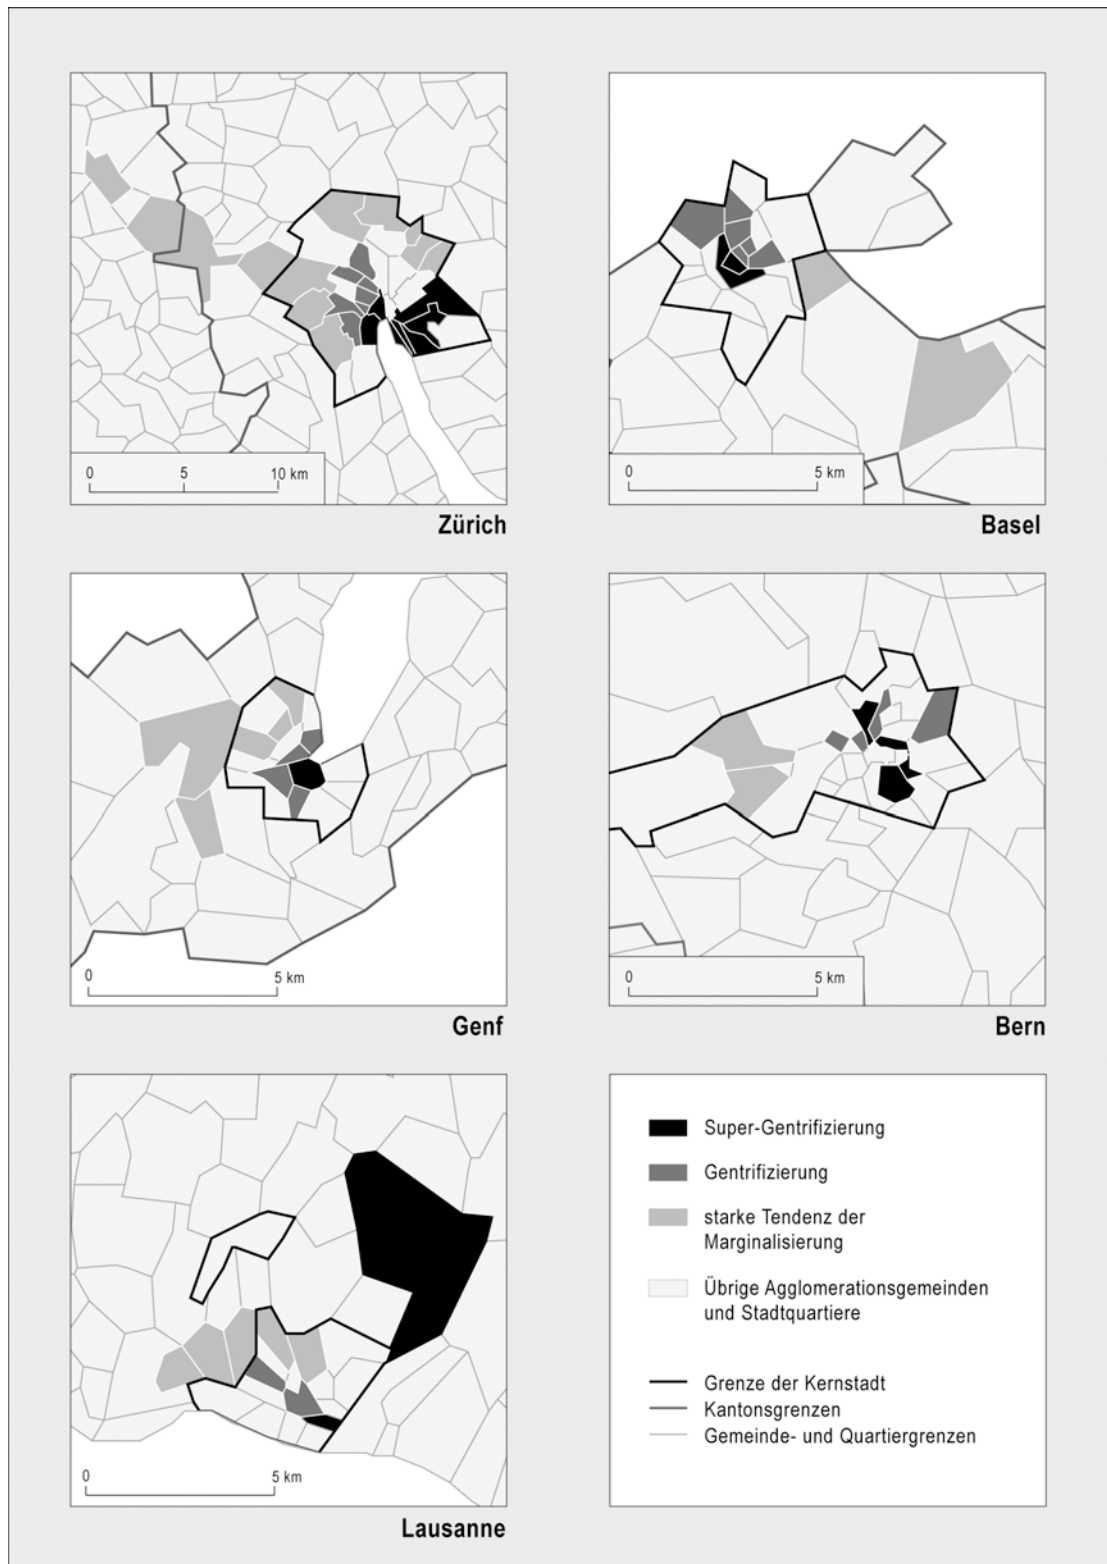 0 5 10 km
Zürich
0 5 km
Basel
0 5 km
Genf
0 5 km
Bern
0 5 km
Lausanne
Super-Gentrifizierung
Gentrifizierung
starke Tendenz der
Marginalisierung
Übrige Agglomerationsgemeinden
und Stadtquartiere
Grenze der Kernstadt
Kantonsgrenzen
Gemeinde- und Quartiergrenzen